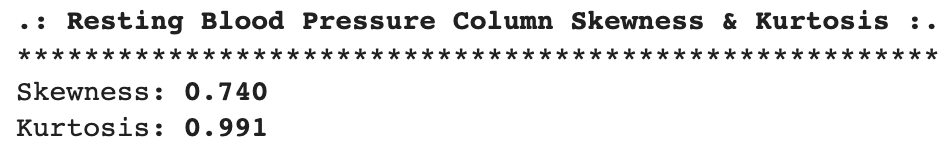 .: Resting Blood Pressure Column Skewness & Kurtosis :.
*******************************************************
Skewness: 0.740
Kurtosis: 0.991